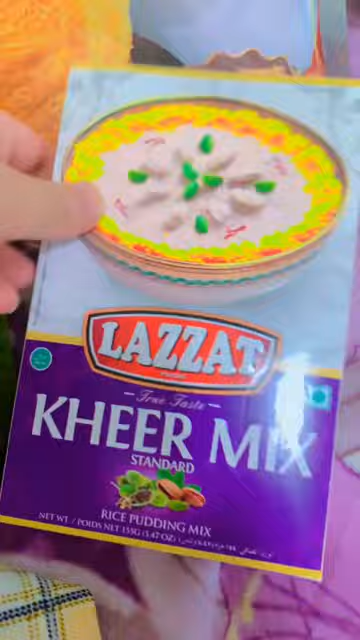 LAZZAT
True Taste
KHEER MIX
STANDARD
RICE PUDDING MIX
NET WT. / POIDS NET 155G (5.47 OZ)